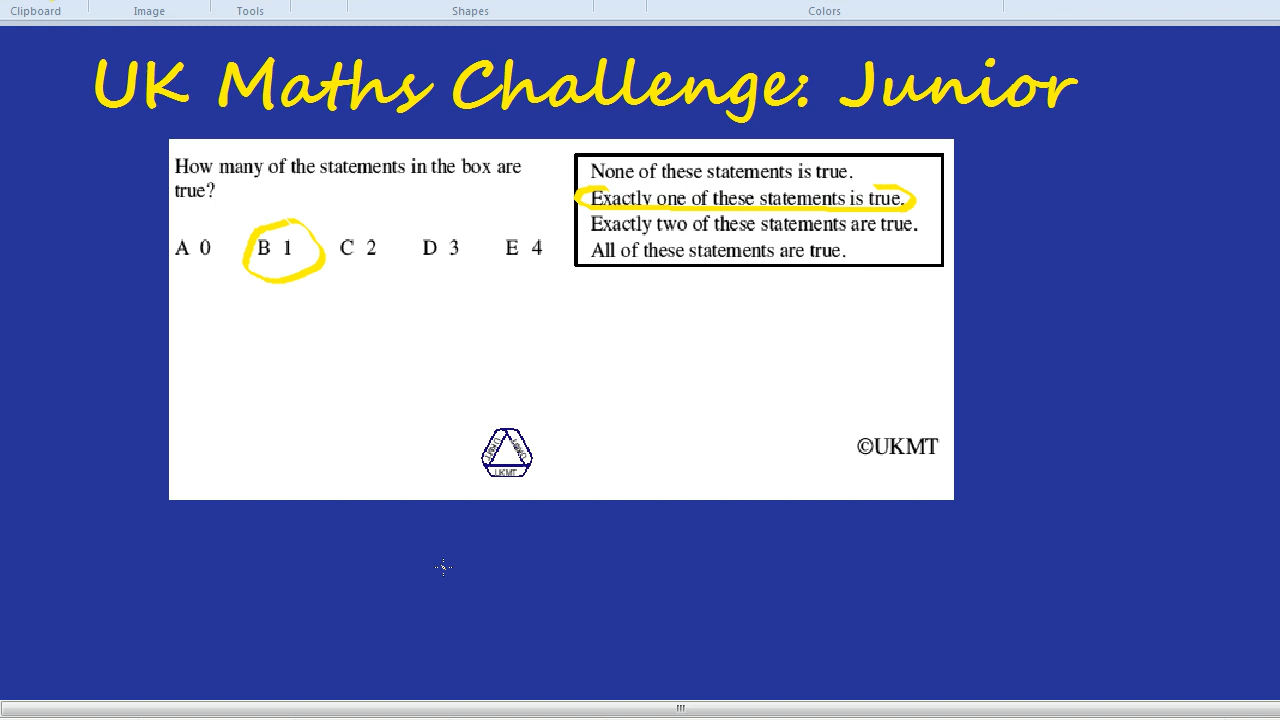 Clipboard Image Tools Shapes Colors
UK Maths Challenge: Junior
How many of the statements in the box are
true?
A 0 B 1 C 2 D 3 E 4
None of these statements is true.
Exactly one of these statements is true.
Exactly two of these statements are true.
All of these statements are true.
UKMT
UKMT
UKMT
©UKMT